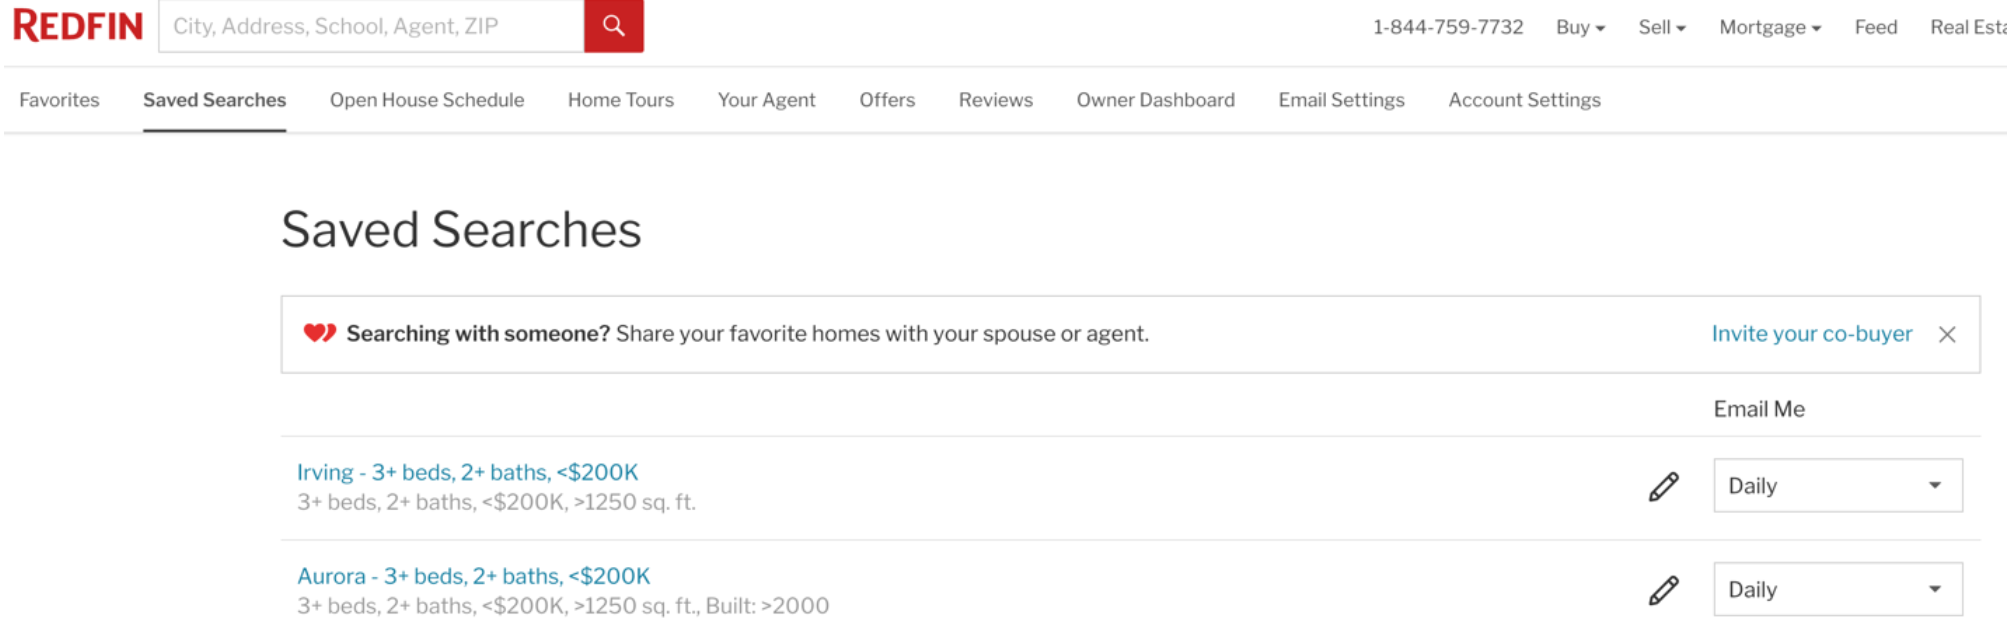 REDFIN City, Address, School, Agent, ZIP 1-844-759-7732 Buy Sell Mortgage Feed Real Esta
Favorites Saved Searches Open House Schedule Home Tours Your Agent Offers Reviews Owner Dashboard Email Settings Account Settings
Saved Searches
Searching with someone? Share your favorite homes with your spouse or agent. Invite your co-buyer
Email Me
Irving - 3+ beds, 2+ baths, <$200K
3+ beds, 2+ baths, <$200K, >1250 sq. ft.
Daily
Aurora - 3+ beds, 2+ baths, <$200K
3+ beds, 2+ baths, <$200K, >1250 sq. ft., Built: >2000
Daily